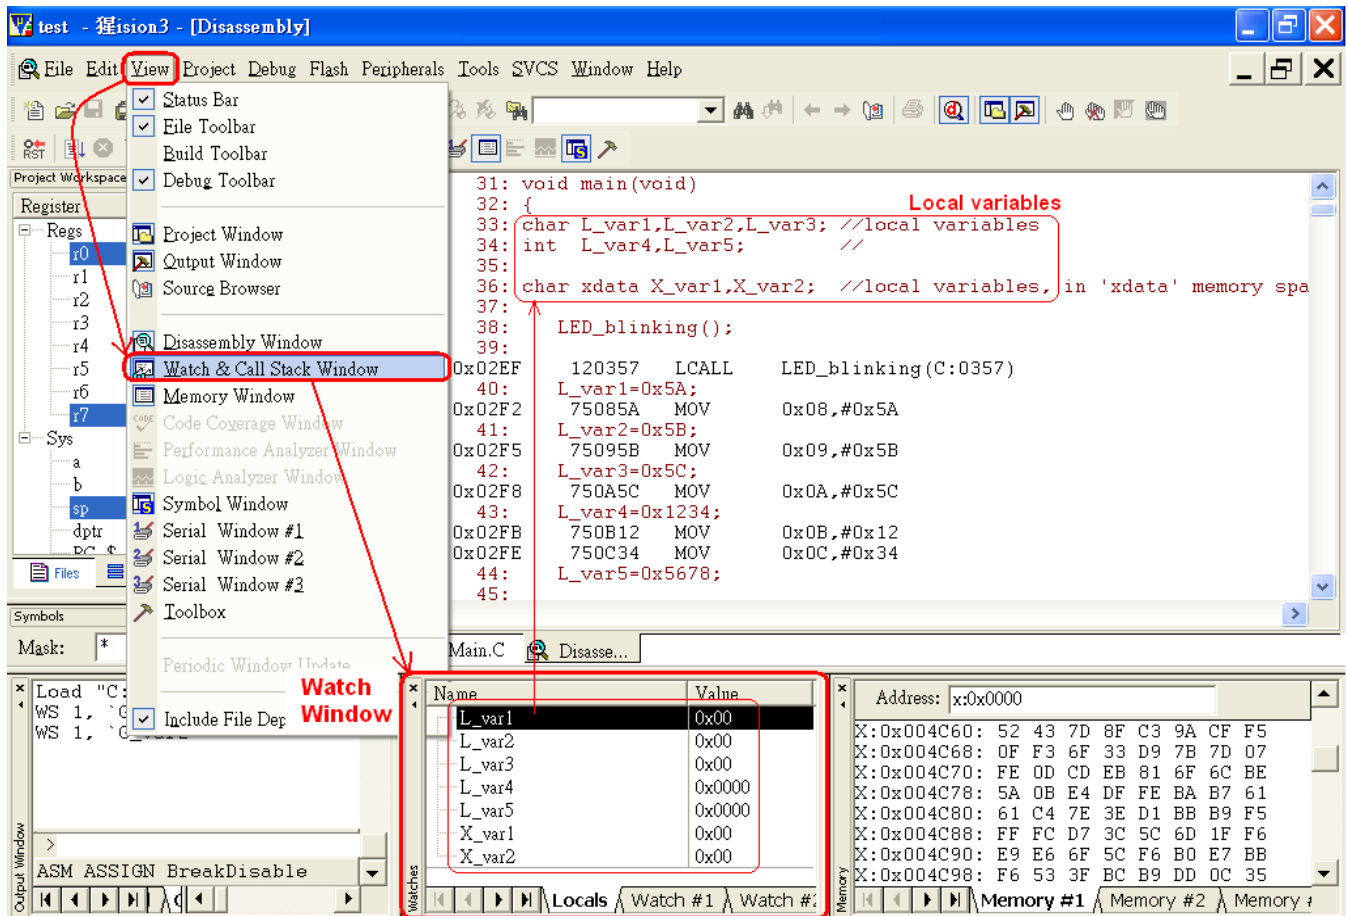 test - 猩ision3 - [Disassembly]
File Edit View Project Debug Flash Peripherals Tools SVCS Window Help
Status Bar
File Toolbar
Build Toolbar
Debug Toolbar
Project Window
Output Window
Source Browser
Disassembly Window
Watch & Call Stack Window
Memory Window
Code Coverage Window
Performance Analyzer Window
Logic Analyzer Window
Symbol Window
Serial Window #1
Serial Window #2
Serial Window #3
Toolbox
Periodic Window Update
Include File Dep
RST
CODE
Project Workspace
Register
Regs
r0
r1
r2
r3
r4
r5
r6
r7
Sys
a
b
sp
dptr
PC $
Files
Local variables
31: void main(void)
32: {
33: char L_var1,L_var2,L_var3; //local variables
34: int  L_var4,L_var5;        //
35:
36: char xdata X_var1,X_var2;  //local variables, in 'xdata' memory spa
37:
38:    LED_blinking();
39:
0x02EF 120357 LCALL LED_blinking(C:0357)
40:    L_var1=0x5A;
0x02F2 75085A MOV 0x08,#0x5A
41:    L_var2=0x5B;
0x02F5 75095B MOV 0x09,#0x5B
42:    L_var3=0x5C;
0x02F8 750A5C MOV 0x0A,#0x5C
43:    L_var4=0x1234;
0x02FB 750B12 MOV 0x0B,#0x12
0x02FE 750C34 MOV 0x0C,#0x34
44:    L_var5=0x5678;
45:
Main.C Disasse...
Symbols
Mask: *
Load "C:
WS 1, `G
WS 1, `G_var2
>
ASM ASSIGN BreakDisable
Output Window
Watch
Window
Name Value
L_var1 0x00
L_var2 0x00
L_var3 0x00
L_var4 0x0000
L_var5 0x0000
X_var1 0x00
X_var2 0x00
Watches
Locals Watch #1 Watch #2
Address: x:0x0000
X:0x004C60: 52 43 7D 8F C3 9A CF F5
X:0x004C68: 0F F3 6F 33 D9 7B 7D 07
X:0x004C70: FE 0D CD EB 81 6F 6C BE
X:0x004C78: 5A 0B E4 DF FE BA B7 61
X:0x004C80: 61 C4 7E 3E D1 BB B9 F5
X:0x004C88: FF FC D7 3C 5C 6D 1F F6
X:0x004C90: E9 E6 6F 5C F6 B0 E7 BB
X:0x004C98: F6 53 3F BC B9 DD 0C 35
Memory
Memory #1 Memory #2 Memory #